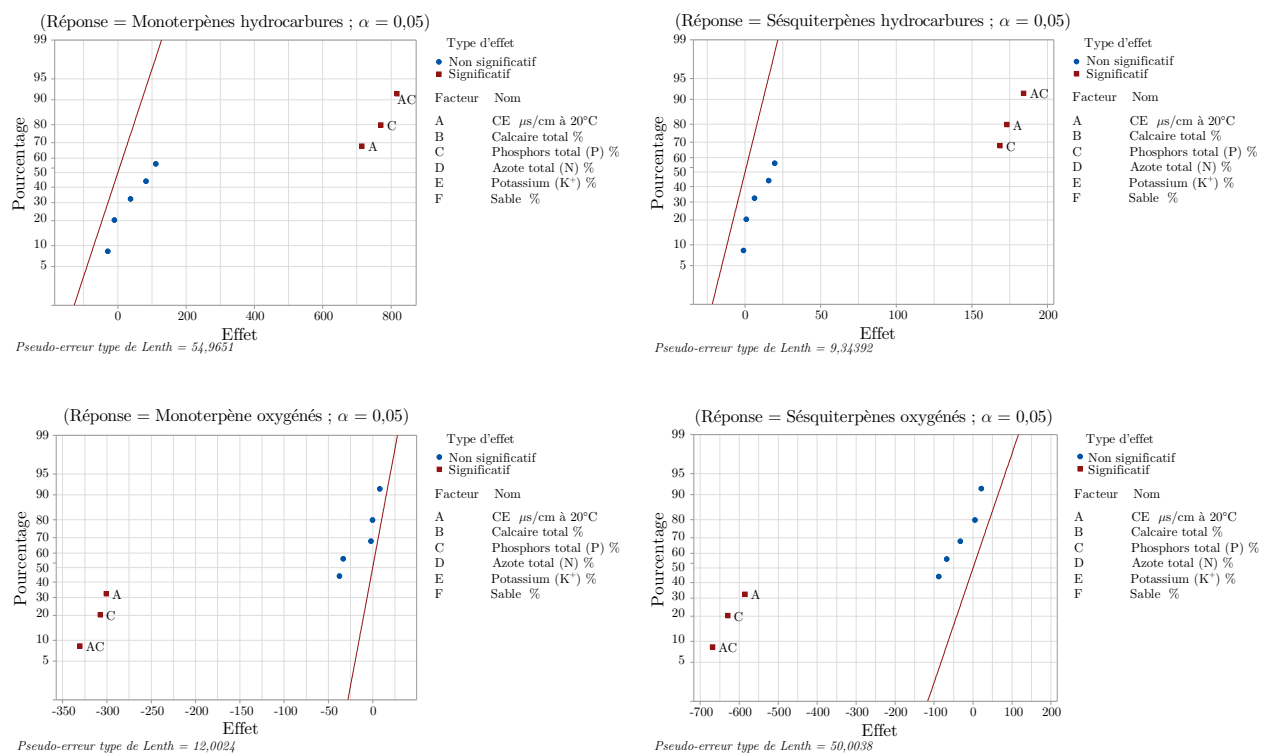 (Réponse = Monoterpènes hydrocarbures ; α = 0,05)
99
95
90
80
70
60
50
40
30
20
10
5
Pourcentage
AC
C
A
0
200
400
600
800
Effet
Pseudo-erreur type de Lenth = 54,9651
Type d'effet
Non significatif
Significatif
Facteur Nom
A CE μs/cm à 20°C
B Calcaire total %
C Phosphors total (P) %
D Azote total (N) %
E Potassium (K⁺) %
F Sable %
(Réponse = Sésquiterpènes hydrocarbures ; α = 0,05)
99
95
90
80
70
60
50
40
30
20
10
5
Pourcentage
AC
A
C
0
50
100
150
200
Effet
Pseudo-erreur type de Lenth = 9,34392
Type d'effet
Non significatif
Significatif
Facteur Nom
A CE μs/cm à 20°C
B Calcaire total %
C Phosphors total (P) %
D Azote total (N) %
E Potassium (K⁺) %
F Sable %
(Réponse = Monoterpène oxygénés ; α = 0,05)
99
95
90
80
70
60
50
40
30
20
10
5
Pourcentage
A
C
AC
-350
-300
-250
-200
-150
-100
-50
0
Effet
Pseudo-erreur type de Lenth = 12,0024
Type d'effet
Non significatif
Significatif
Facteur Nom
A CE μs/cm à 20°C
B Calcaire total %
C Phosphors total (P) %
D Azote total (N) %
E Potassium (K⁺) %
F Sable %
(Réponse = Sésquiterpènes oxygénés ; α = 0,05)
99
95
90
80
70
60
50
40
30
20
10
5
Pourcentage
A
C
AC
-700
-600
-500
-400
-300
-200
-100
0
100
200
Effet
Pseudo-erreur type de Lenth = 50,0038
Type d'effet
Non significatif
Significatif
Facteur Nom
A CE μs/cm à 20°C
B Calcaire total %
C Phosphors total (P) %
D Azote total (N) %
E Potassium (K⁺) %
F Sable %